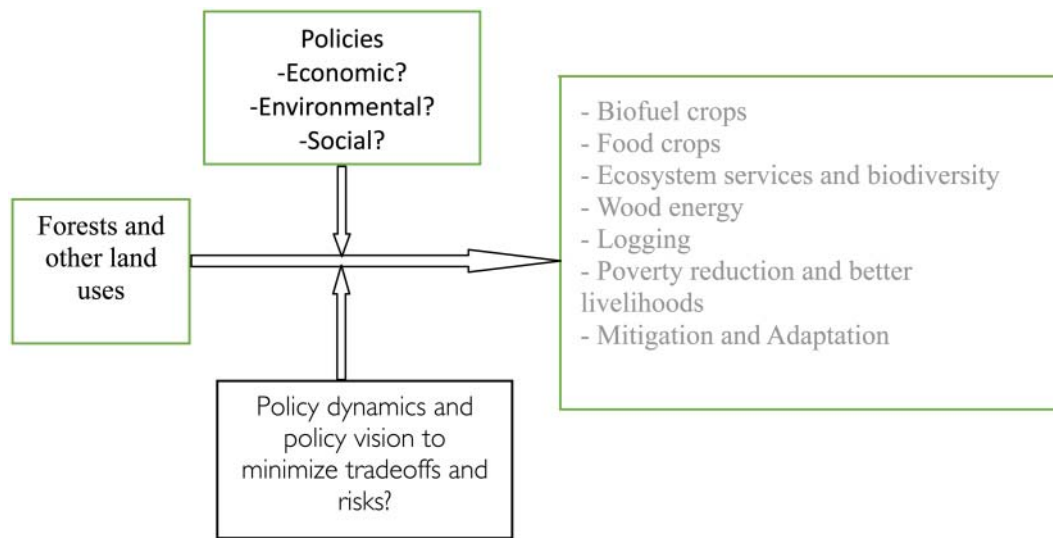 Policies
-Economic?
-Environmental?
-Social?
Forests and
other land
uses
- Biofuel crops
- Food crops
- Ecosystem services and biodiversity
- Wood energy
- Logging
- Poverty reduction and better
livelihoods
- Mitigation and Adaptation
Policy dynamics and
policy vision to
minimize tradeoffs and
risks?